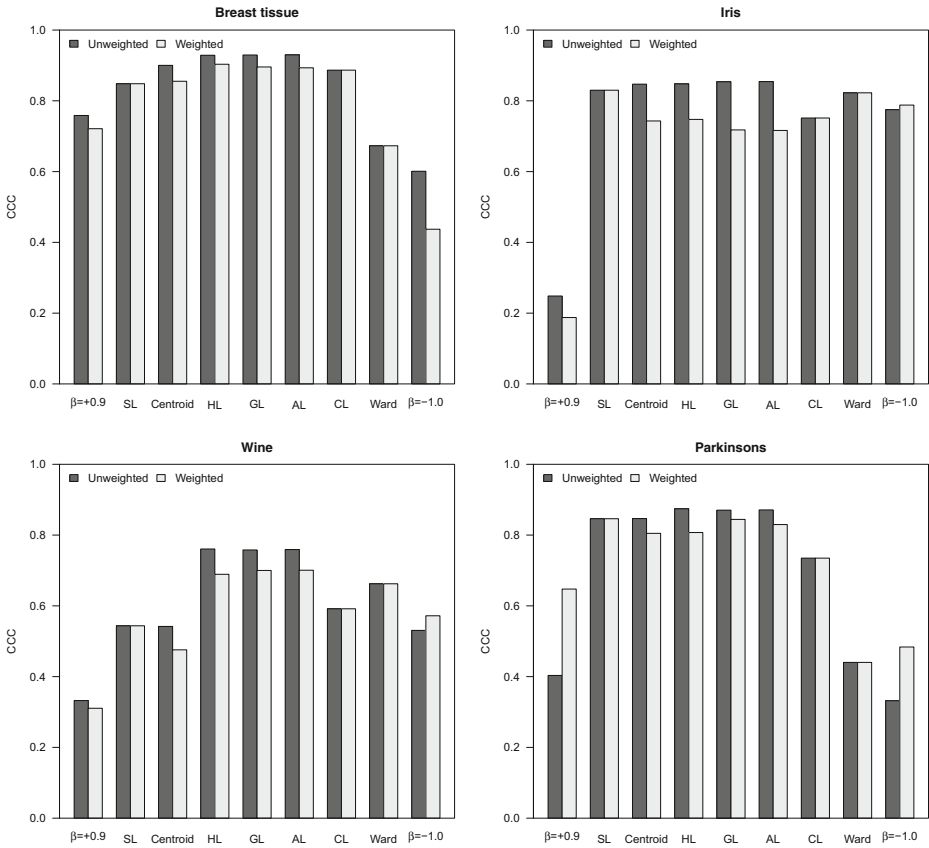 Breast tissue
Unweighted Weighted
CCC
1.0
0.8
0.6
0.4
0.2
0.0
β=+0.9 SL Centroid HL GL AL CL Ward β=−1.0
Iris
Unweighted Weighted
CCC
1.0
0.8
0.6
0.4
0.2
0.0
β=+0.9 SL Centroid HL GL AL CL Ward β=−1.0
Wine
Unweighted Weighted
CCC
1.0
0.8
0.6
0.4
0.2
0.0
β=+0.9 SL Centroid HL GL AL CL Ward β=−1.0
Parkinsons
Unweighted Weighted
CCC
1.0
0.8
0.6
0.4
0.2
0.0
β=+0.9 SL Centroid HL GL AL CL Ward β=−1.0